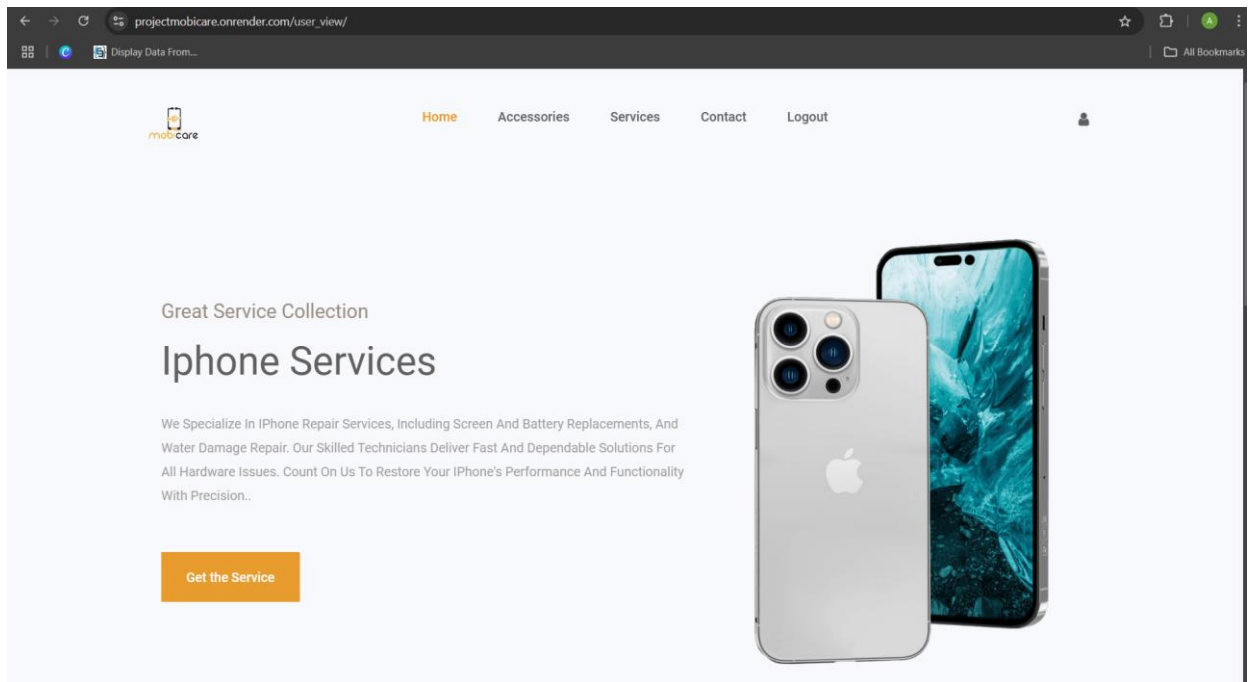 projectmobicare.onrender.com/user_view/
A
Display Data From...
All Bookmarks
mobicare
Home Accessories Services Contact Logout
Great Service Collection
Iphone Services
We Specialize In IPhone Repair Services, Including Screen And Battery Replacements, And
Water Damage Repair. Our Skilled Technicians Deliver Fast And Dependable Solutions For
All Hardware Issues. Count On Us To Restore Your IPhone's Performance And Functionality
With Precision..
Get the Service